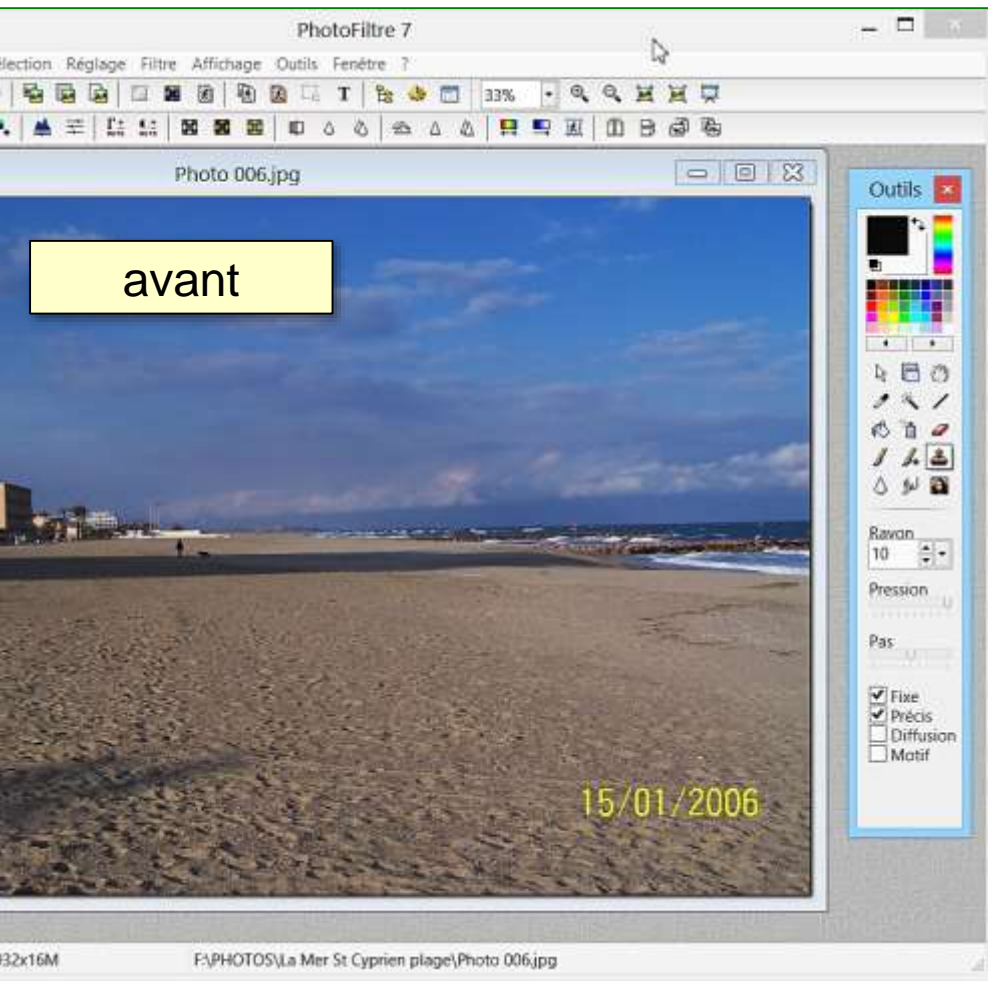 PhotoFiltre 7
Réglage Filtre Affichage Outils Fenêtre ?
T 33%
Photo 006.jpg
Outils
avant
Rayon
10
Pression
Pas
Fixe
Précis
Diffusion
Motif
15/01/2006
F:\PHOTOS\La Mer St Cyprien plage\Photo 006.jpg